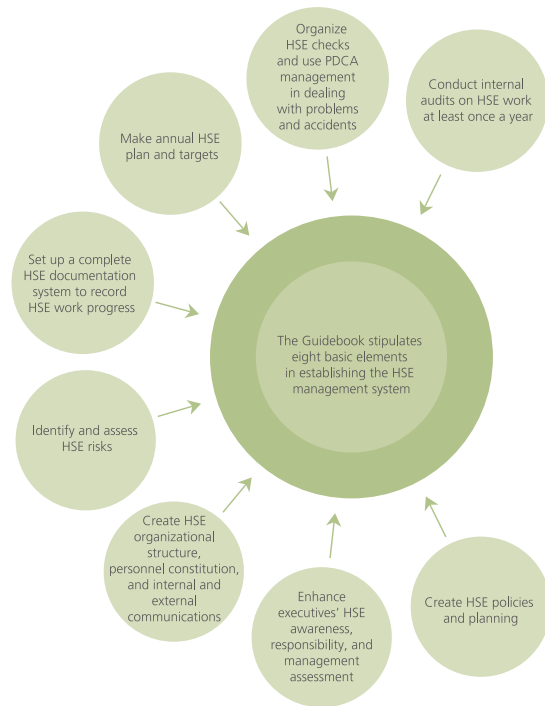 Organize
HSE checks
and use PDCA
management
in dealing
with problems
and accidents
Conduct internal
audits on HSE work
at least once a year
Make annual HSE
plan and targets
Set up a complete
HSE documentation
system to record
HSE work progress
The Guidebook stipulates
eight basic elements
in establishing the HSE
management system
Identify and assess
HSE risks
Create HSE
organizational
structure,
personnel constitution,
and internal and
external
communications
Enhance
executives’ HSE
awareness,
responsibility, and
management
assessment
Create HSE policies
and planning